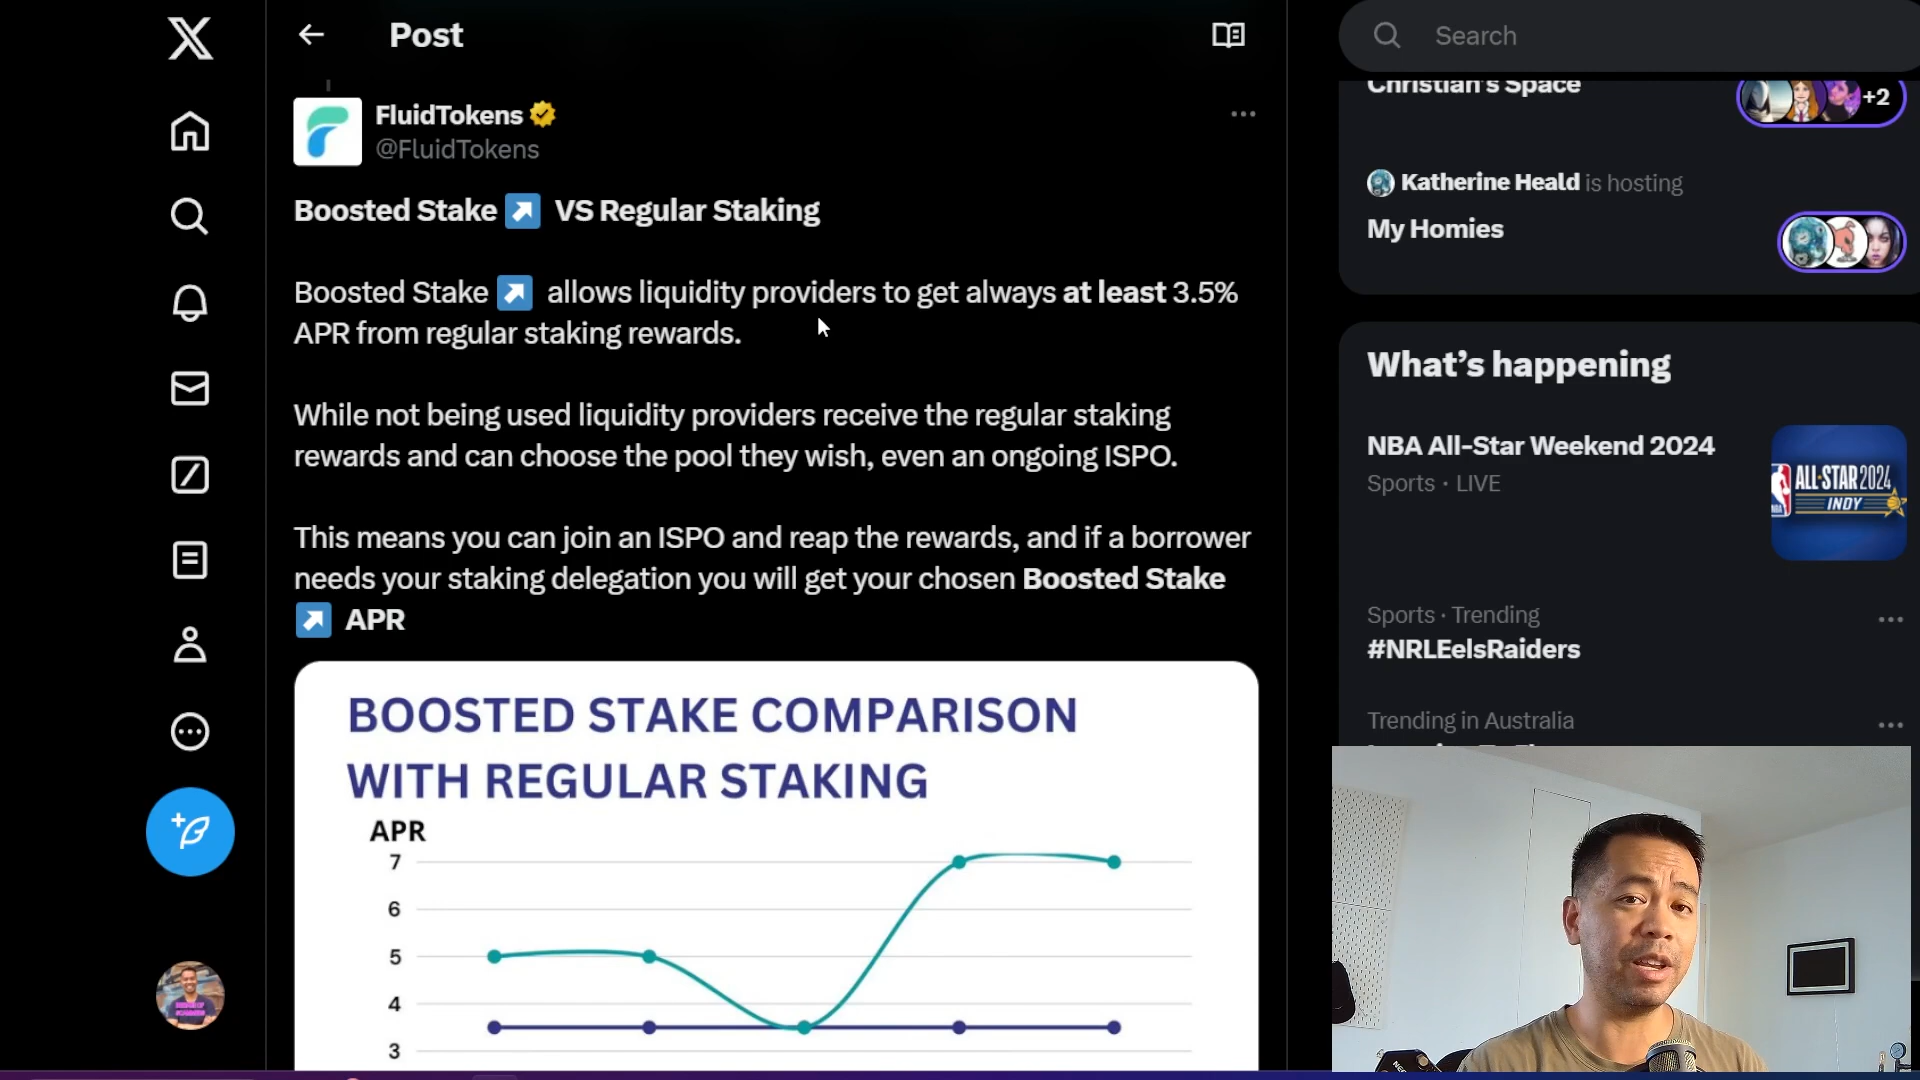 Post
FluidTokens
@FluidTokens
Boosted Stake ↗ VS Regular Staking
Boosted Stake ↗ allows liquidity providers to get always at least 3.5%
APR from regular staking rewards.
While not being used liquidity providers receive the regular staking
rewards and can choose the pool they wish, even an ongoing ISPO.
This means you can join an ISPO and reap the rewards, and if a borrower
needs your staking delegation you will get your chosen Boosted Stake
↗ APR
BOOSTED STAKE COMPARISON
WITH REGULAR STAKING
APR
7
6
5
4
3
Search
Christian's Space
+2
Katherine Heald is hosting
My Homies
What's happening
NBA All-Star Weekend 2024
Sports · LIVE
ALL-STAR 2024
INDY
Sports · Trending
#NRLEelsRaiders
Trending in Australia